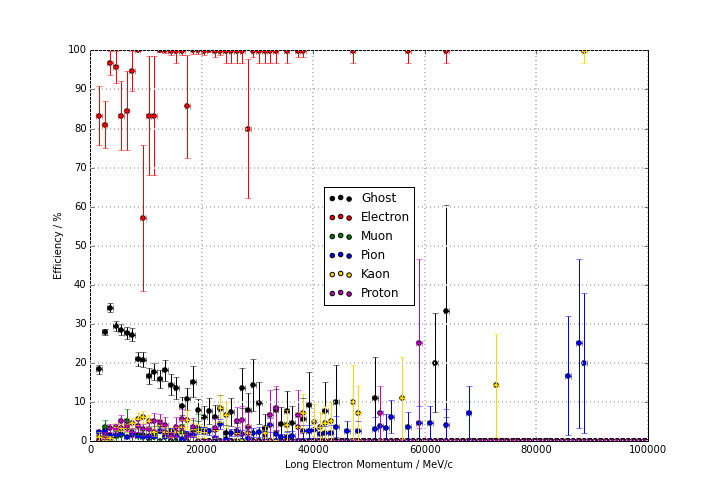 100
90
80
70
60
50
40
30
20
10
0
Efficiency / %
Ghost
Electron
Muon
Pion
Kaon
Proton
0 20000 40000 60000 80000 100000
Long Electron Momentum / MeV/c